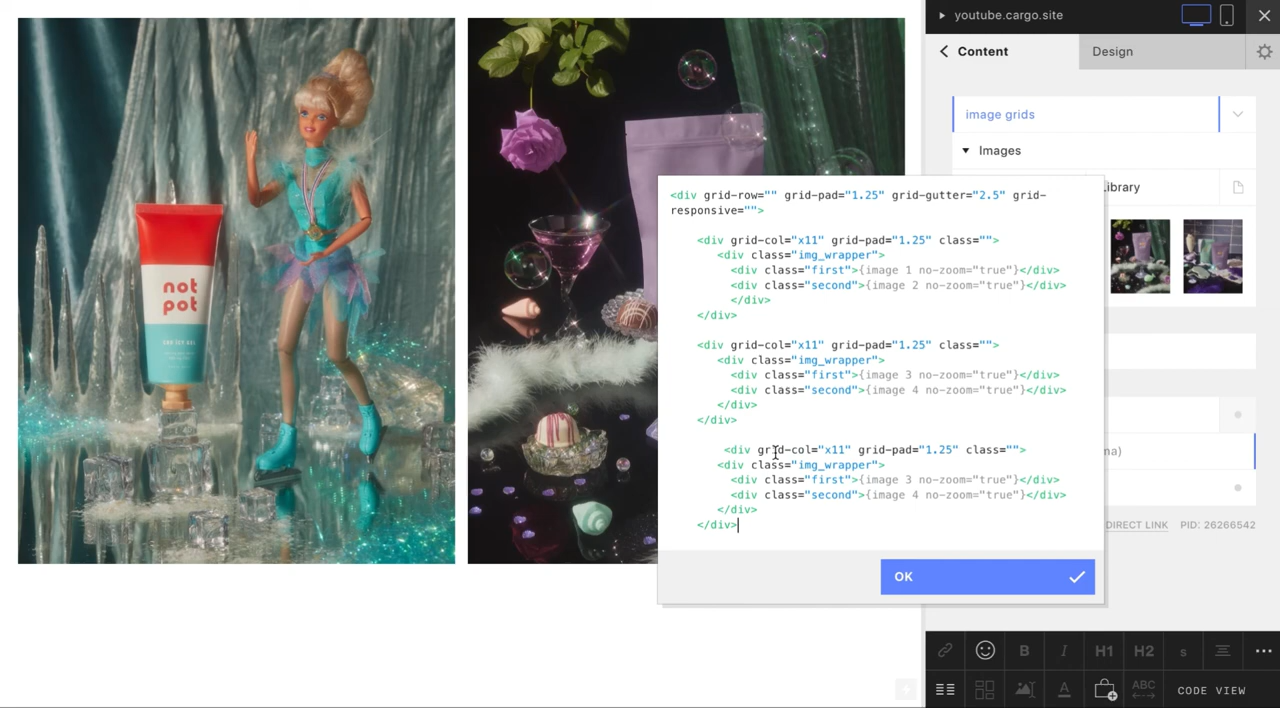 youtube.cargo.site
Content
Design
image grids
Images
Library
not
pot
<div grid-row="" grid-pad="1.25" grid-gutter="2.5" grid-
responsive="">
<div grid-col="x11" grid-pad="1.25" class="">
<div class="img_wrapper">
<div class="first">{image 1 no-zoom="true"}</div>
<div class="second">{image 2 no-zoom="true"}</div>
</div>
</div>
<div grid-col="x11" grid-pad="1.25" class="">
<div class="img_wrapper">
<div class="first">{image 3 no-zoom="true"}</div>
<div class="second">{image 4 no-zoom="true"}</div>
</div>
</div>
<div grid-col="x11" grid-pad="1.25" class="">
<div class="img_wrapper">
<div class="first">{image 3 no-zoom="true"}</div>
<div class="second">{image 4 no-zoom="true"}</div>
</div>
</div>
OK
DIRECT LINK PID: 26266542
B I H1 H2 s
A ABC CODE VIEW